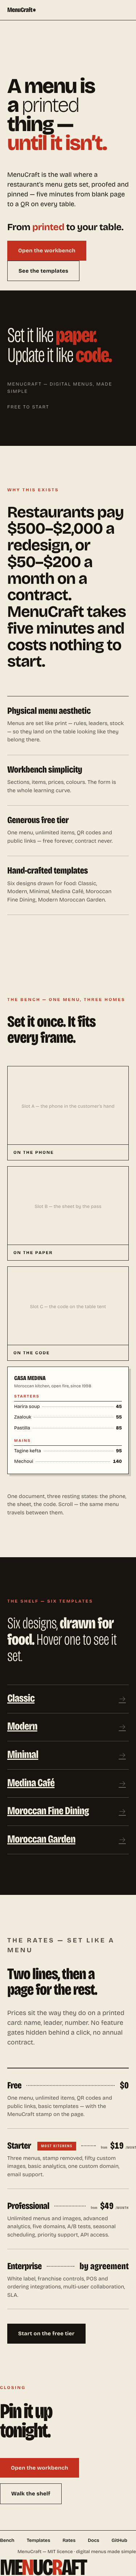 MenuCraft
A menu is
a printed
thing —
until it isn't.
MenuCraft is the wall where a
restaurant's menu gets set, proofed and
pinned — five minutes from blank page
to a QR on every table.
From printed to your table.
Open the workbench
See the templates
Set it like paper.
Update it like code.
MENUCRAFT — DIGITAL MENUS, MADE
SIMPLE
FREE TO START
WHY THIS EXISTS
Restaurants pay
$500–$2,000 a
redesign, or
$50–$200 a
month on a
contract.
MenuCraft takes
five minutes and
costs nothing to
start.
Physical menu aesthetic
Menus are set like print — rules, leaders, stock
— so they land on the table looking like they
belong there.
Workbench simplicity
Sections, items, prices, colours. The form is
the whole learning curve.
Generous free tier
One menu, unlimited items, QR codes and
public links — free forever, contract never.
Hand-crafted templates
Six designs drawn for food: Classic,
Modern, Minimal, Medina Café, Moroccan
Fine Dining, Modern Moroccan Garden.
THE BENCH — ONE MENU, THREE HOMES
Set it once. It fits
every frame.
Slot A — the phone in the customer's hand
ON THE PHONE
Slot B — the sheet by the pass
ON THE PAPER
Slot C — the code on the table tent
ON THE CODE
CASA MEDINA
Moroccan kitchen, open fire, since 1998
STARTERS
Harira soup 45
Zaalouk 55
Pastilla 85
MAINS
Tagine kefta 95
Mechoui 140
One document, three resting states: the phone,
the sheet, the code. Scroll — the same menu
travels between them.
THE SHELF — SIX TEMPLATES
Six designs, drawn for
food. Hover one to see it
set.
Classic →
Modern →
Minimal →
Medina Café →
Moroccan Fine Dining →
Moroccan Garden →
THE RATES — SET LIKE A
MENU
Two lines, then a
page for the rest.
Prices sit the way they do on a printed
card: name, leader, number. No feature
gates hidden behind a click, no annual
contract.
Free $0
One menu, unlimited items, QR codes and
public links, basic templates — with the
MenuCraft stamp on the page.
Starter MOST KITCHENS from $19 /MONTH
Three menus, stamp removed, fifty custom
images, basic analytics, one custom domain,
email support.
Professional from $49 /MONTH
Unlimited menus and images, advanced
analytics, five domains, A/B tests, seasonal
scheduling, priority support, API access.
Enterprise by agreement
White label, franchise controls, POS and
ordering integrations, multi-user collaboration,
SLA.
Start on the free tier
CLOSING
Pin it up
tonight.
Open the workbench
Walk the shelf
Bench Templates Rates Docs GitHub
MenuCraft — MIT licence · digital menus made simple
MENUCRAFT